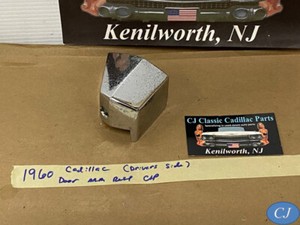 Kenilworth, NJ
CJ Classic Cadillac Parts
Kenilworth, NJ
1960 Cadillac (Drivers Side)
Door Arm Rest Cap
CJ